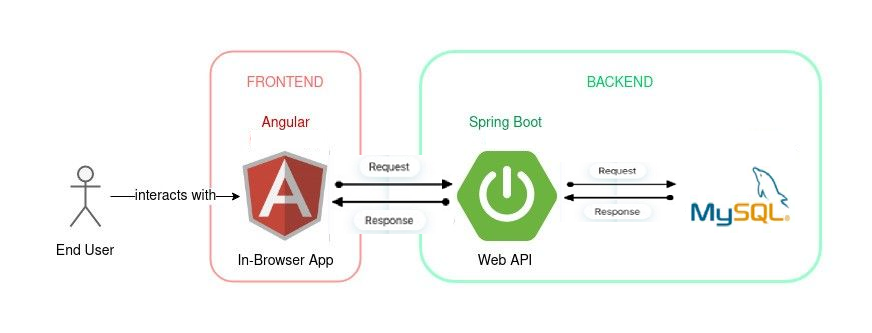 FRONTEND
BACKEND
Angular
Spring Boot
Request
Request
interacts with
Response
Response
MySQL
End User
In-Browser App
Web API